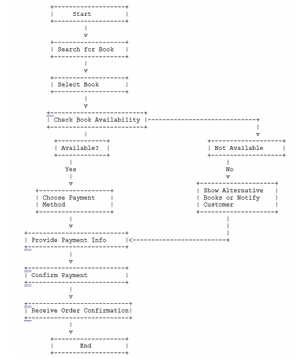 Start
Search for Book
Select Book
Check Book Availability
Available?
Not Available
Yes
No
Choose Payment
Method
Show Alternative
Books or Notify
Customer
Provide Payment Info
Confirm Payment
Receive Order Confirmation
End